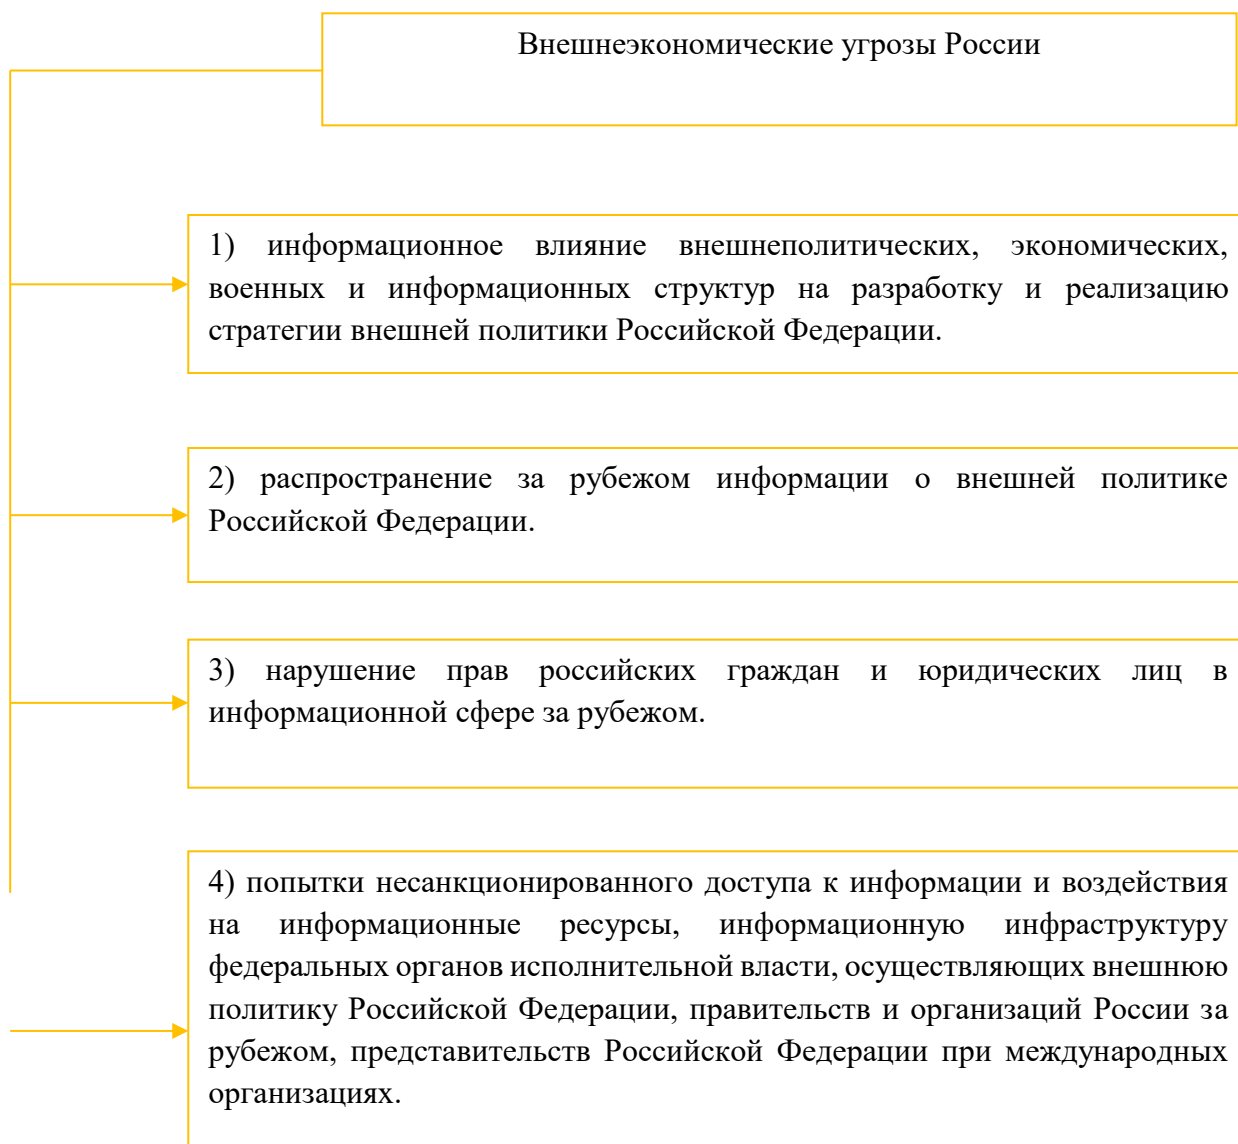 Внешнеэкономические угрозы России
1) информационное влияние внешнеполитических, экономических,
военных и информационных структур на разработку и реализацию
стратегии внешней политики Российской Федерации.
2) распространение за рубежом информации о внешней политике
Российской Федерации.
3) нарушение прав российских граждан и юридических лиц в
информационной сфере за рубежом.
4) попытки несанкционированного доступа к информации и воздействия
на информационные ресурсы, информационную инфраструктуру
федеральных органов исполнительной власти, осуществляющих внешнюю
политику Российской Федерации, правительств и организаций России за
рубежом, представительств Российской Федерации при международных
организациях.